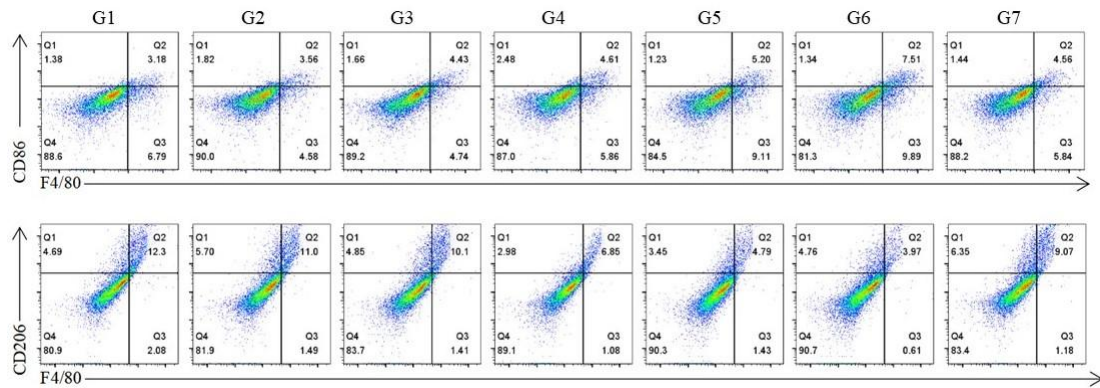 G1 G2 G3 G4 G5 G6 G7
Q1 Q2 Q1 Q2 Q1 Q2 Q1 Q2 Q1 Q2 Q1 Q2 Q1 Q2
1.38 3.18 1.82 3.56 1.66 4.43 2.48 4.61 1.23 5.20 1.34 7.51 1.44 4.56
CD86
Q4 Q3 Q4 Q3 Q4 Q3 Q4 Q3 Q4 Q3 Q4 Q3 Q4 Q3
88.6 6.79 90.0 4.58 89.2 4.74 87.0 5.86 84.5 9.11 81.3 9.89 88.2 5.84
F4/80
Q1 Q2 Q1 Q2 Q1 Q2 Q1 Q2 Q1 Q2 Q1 Q2 Q1 Q2
4.69 12.3 5.70 11.0 4.85 10.1 2.98 6.85 3.45 4.79 4.76 3.97 6.35 9.07
CD206
Q4 Q3 Q4 Q3 Q4 Q3 Q4 Q3 Q4 Q3 Q4 Q3 Q4 Q3
80.9 2.08 81.9 1.49 83.7 1.41 89.1 1.08 90.3 1.43 90.7 0.61 83.4 1.18
F4/80